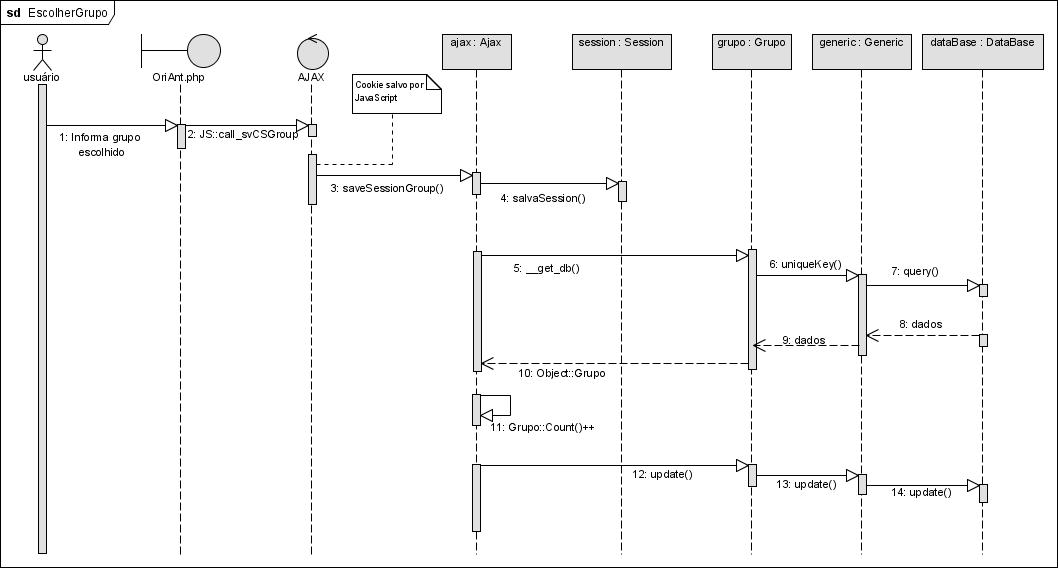 sd EscolherGrupo
usuário
OriAnt.php
AJAX
ajax : Ajax
session : Session
grupo : Grupo
generic : Generic
dataBase : DataBase
Cookie salvo por
JavaScript
1: Informa grupo
escolhido
2: JS::call_svCSGroup
3: saveSessionGroup()
4: salvaSession()
5: __get_db()
6: uniqueKey()
7: query()
8: dados
9: dados
10: Object::Grupo
11: Grupo::Count()++
12: update()
13: update()
14: update()